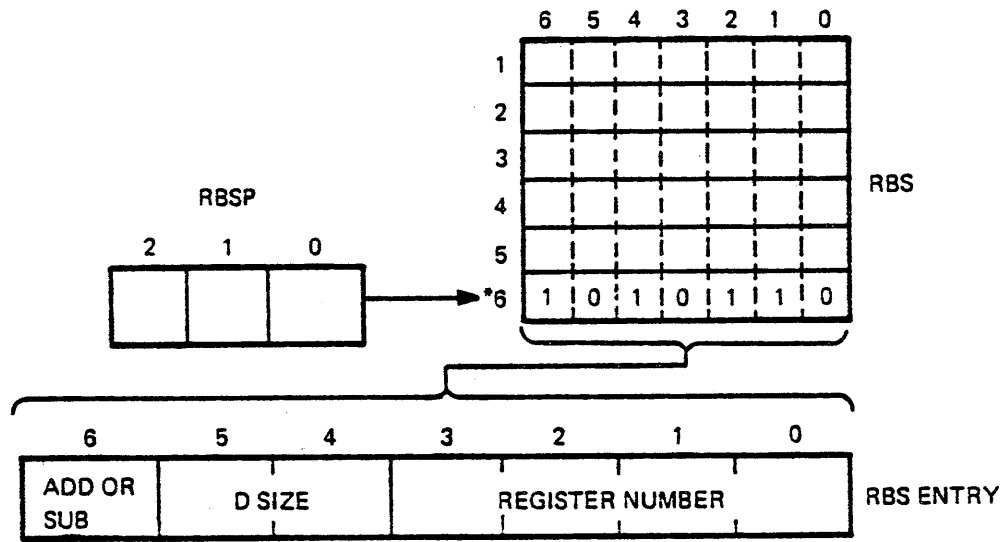 6 5 4 3 2 1 0
1
2
3
4
5
*6 1 0 1 0 1 1 0
RBS
RBSP
2 1 0
6 5 4 3 2 1 0
ADD OR
SUB
D SIZE
REGISTER NUMBER
RBS ENTRY